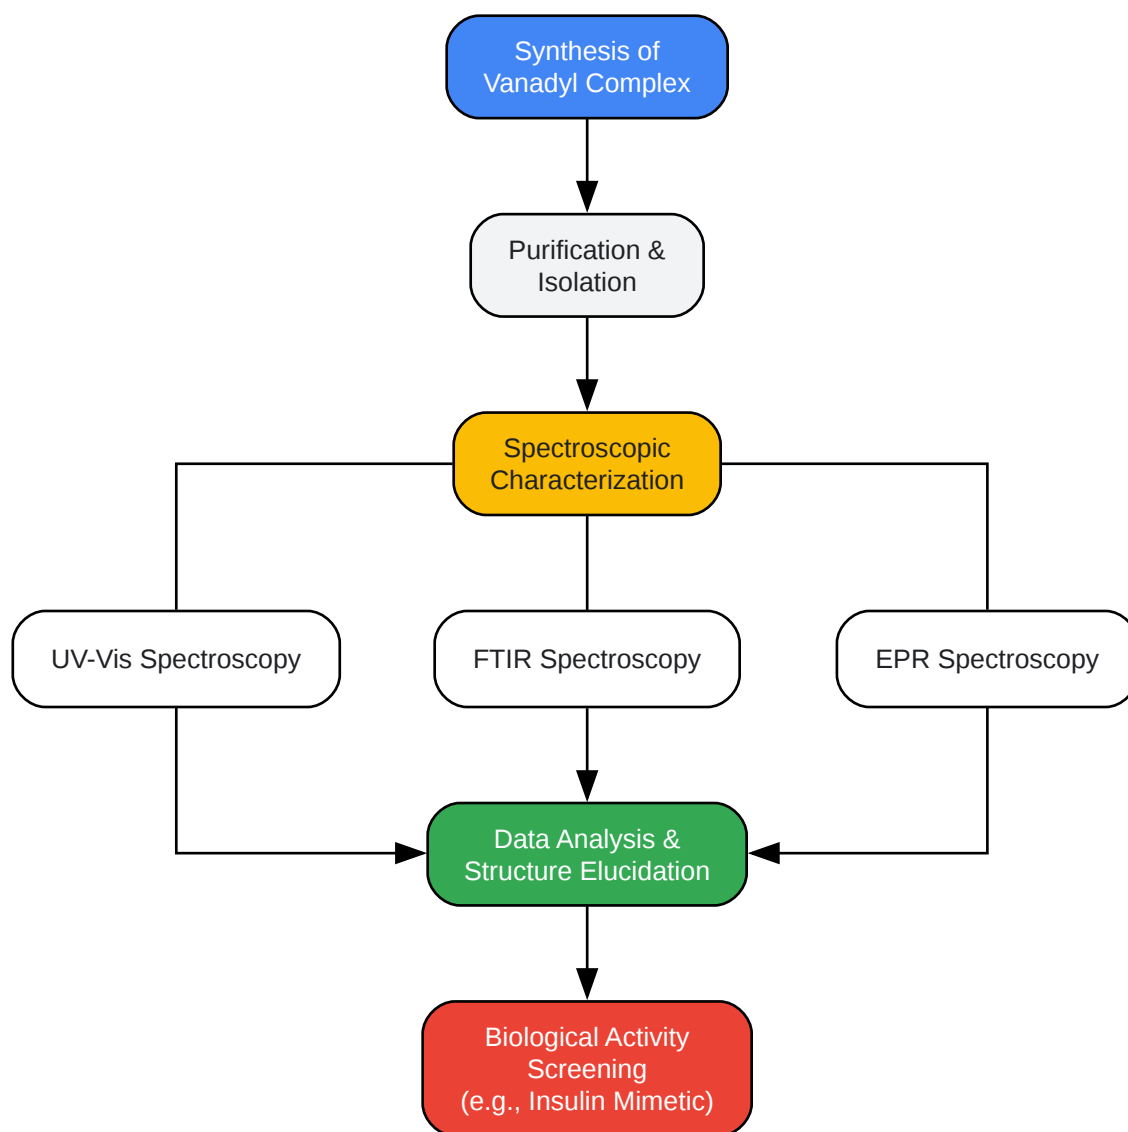 Synthesis of
Vanadyl Complex
Purification &
Isolation
Spectroscopic
Characterization
UV-Vis Spectroscopy
FTIR Spectroscopy
EPR Spectroscopy
Data Analysis &
Structure Elucidation
Biological Activity
Screening
(e.g., Insulin Mimetic)